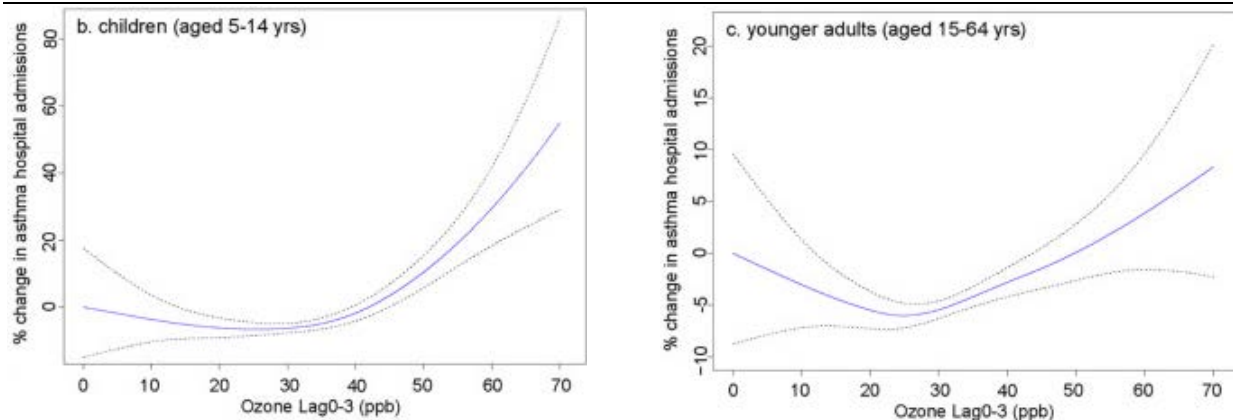 b. children (aged 5-14 yrs)
% change in asthma hospital admissions
80
60
40
20
0
0 10 20 30 40 50 60 70
Ozone Lag0-3 (ppb)
c. younger adults (aged 15-64 yrs)
% change in asthma hospital admissions
20
15
10
5
0
-5
-10
0 10 20 30 40 50 60 70
Ozone Lag0-3 (ppb)